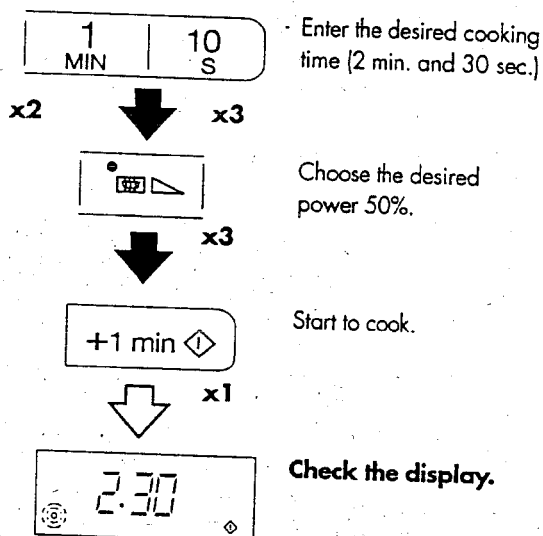 1 10
MIN S
Enter the desired cooking
time (2 min. and 30 sec.)
x2 x3
Choose the desired
power 50%.
x3
+1 min
Start to cook.
x1
2.30
Check the display.